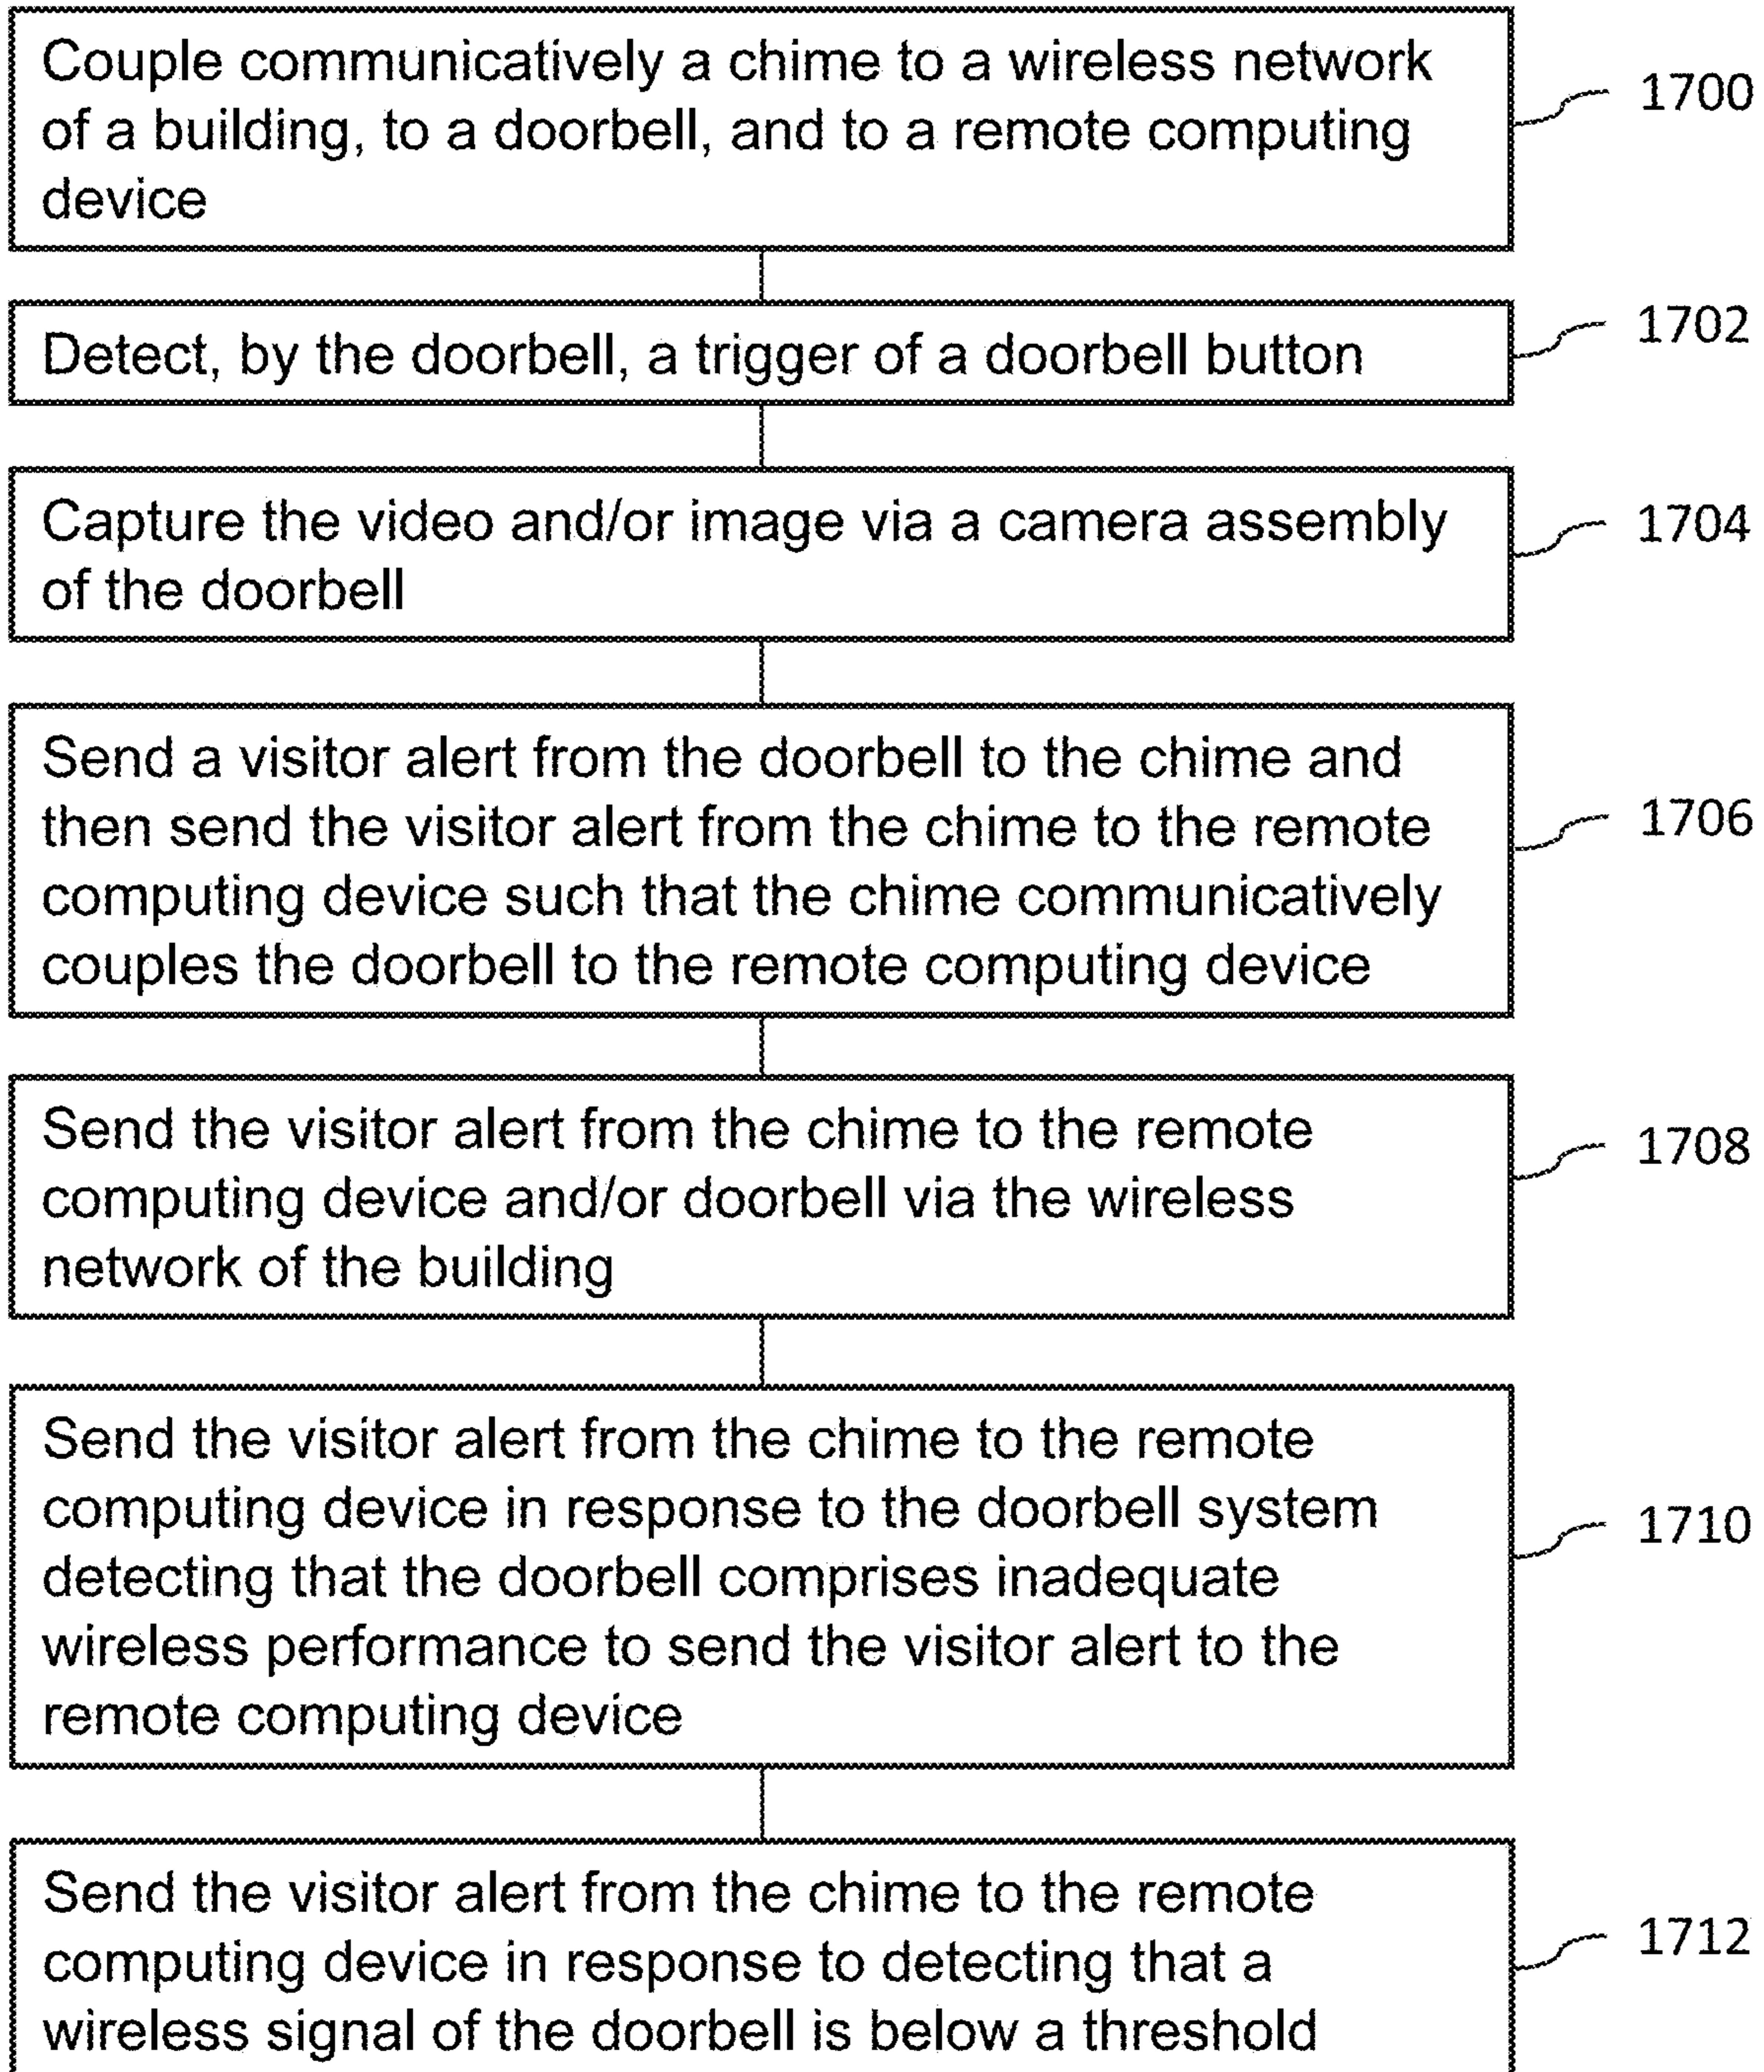 Couple communicatively a chime to a wireless network
of a building, to a doorbell, and to a remote computing
device
1700
Detect, by the doorbell, a trigger of a doorbell button
1702
Capture the video and/or image via a camera assembly
of the doorbell
1704
Send a visitor alert from the doorbell to the chime and
then send the visitor alert from the chime to the remote
computing device such that the chime communicatively
couples the doorbell to the remote computing device
1706
Send the visitor alert from the chime to the remote
computing device and/or doorbell via the wireless
network of the building
1708
Send the visitor alert from the chime to the remote
computing device in response to the doorbell system
detecting that the doorbell comprises inadequate
wireless performance to send the visitor alert to the
remote computing device
1710
Send the visitor alert from the chime to the remote
computing device in response to detecting that a
wireless signal of the doorbell is below a threshold
1712